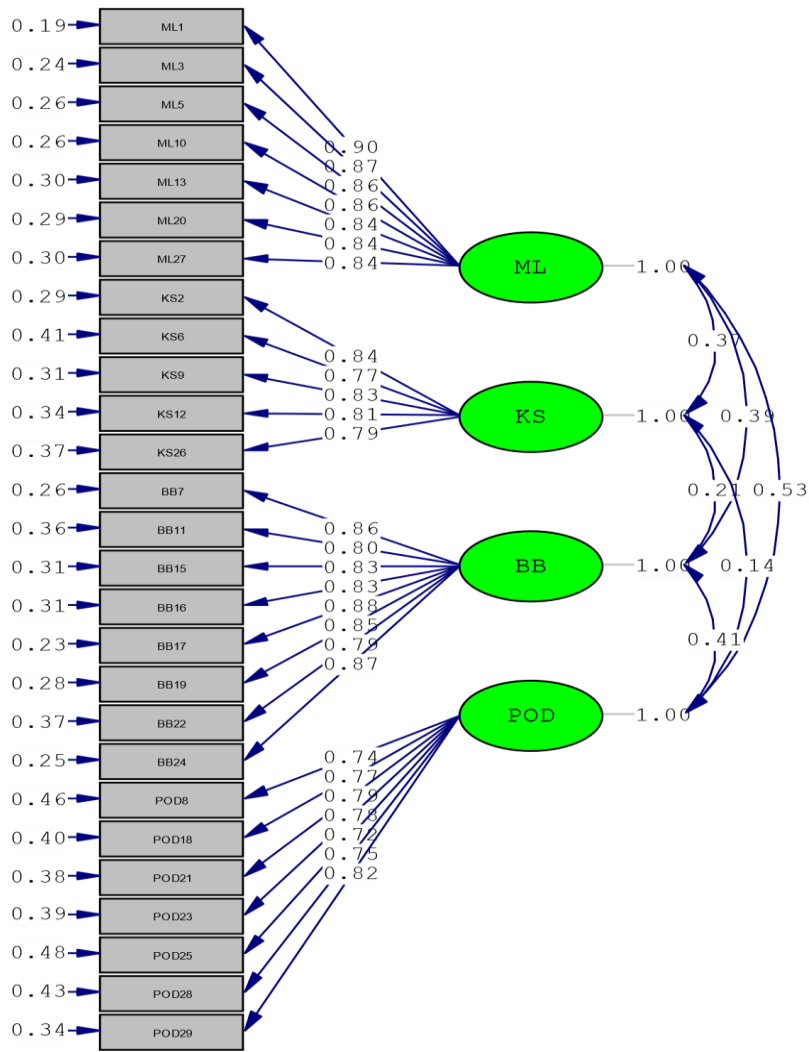 0.19 ML1
0.24 ML3
0.26 ML5
0.26 ML10
0.30 ML13
0.29 ML20
0.30 ML27
0.29 KS2
0.41 KS6
0.31 KS9
0.34 KS12
0.37 KS26
0.26 BB7
0.36 BB11
0.31 BB15
0.31 BB16
0.23 BB17
0.28 BB19
0.37 BB22
0.25 BB24
0.46 POD8
0.40 POD18
0.38 POD21
0.39 POD23
0.48 POD25
0.43 POD28
0.34 POD29
0.90
0.87
0.86
0.86
0.84
0.84
0.84
0.84
0.77
0.83
0.81
0.79
0.86
0.80
0.83
0.83
0.88
0.85
0.79
0.87
0.74
0.77
0.79
0.78
0.72
0.75
0.82
ML 1.00
KS 1.00
BB 1.00
POD 1.00
0.37
0.39
0.21 0.53
0.14
0.41